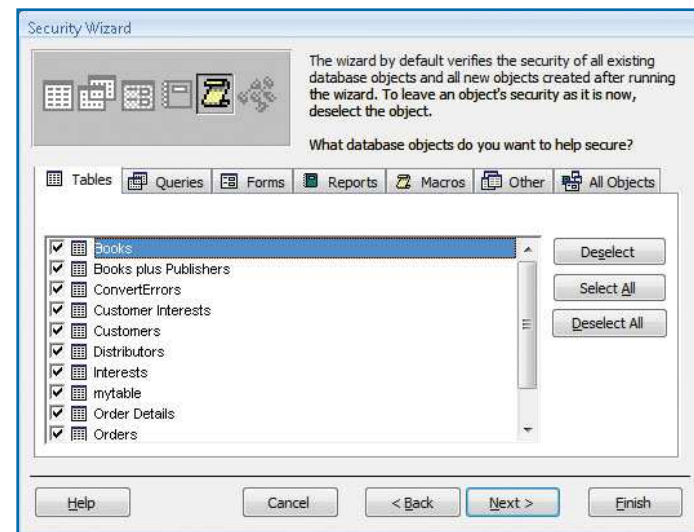 Security Wizard
The wizard by default verifies the security of all existing
database objects and all new objects created after running
the wizard. To leave an object's security as it is now,
deselect the object.
What database objects do you want to help secure?
Tables Queries Forms Reports Macros Other All Objects
Books
Books plus Publishers
ConvertErrors
Customer Interests
Customers
Distributors
Interests
mytable
Order Details
Orders
Deselect
Select All
Deselect All
Help Cancel < Back Next > Finish